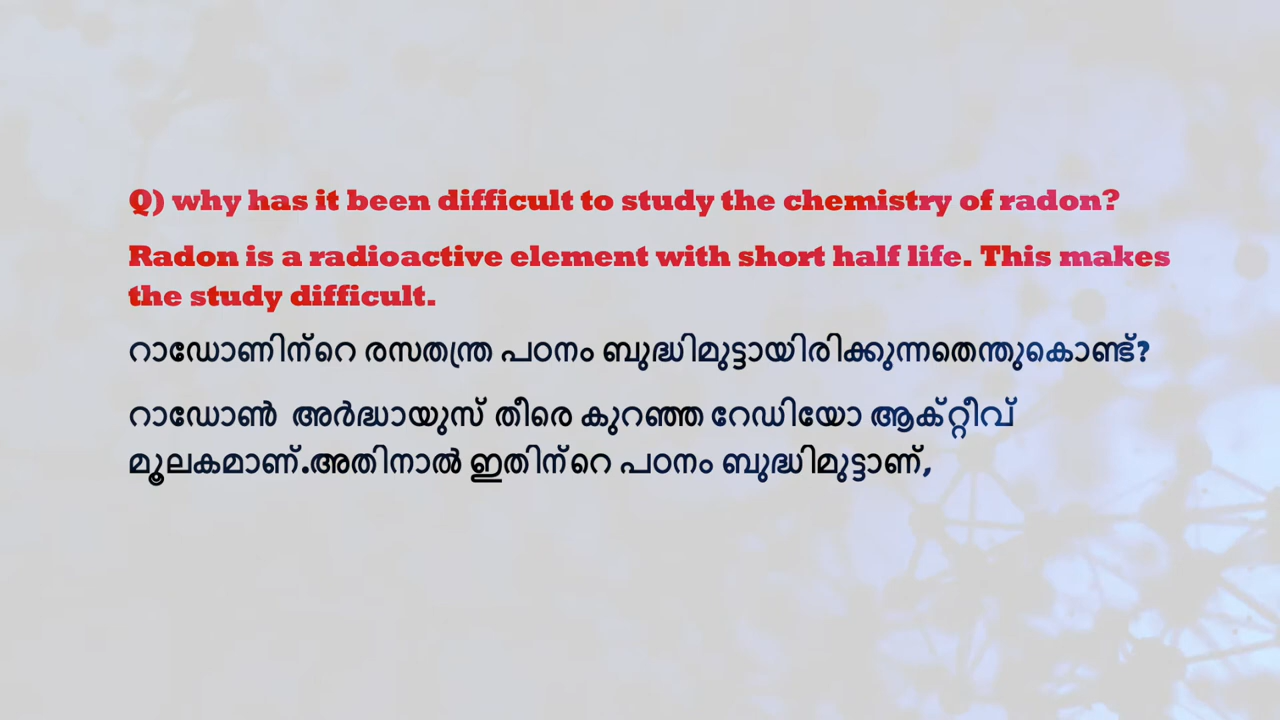 Q) why has it been difficult to study the chemistry of radon?
Radon is a radioactive element with short half life. This makes
the study difficult.
റാഡോണിന്റെ രസതന്ത്ര പഠനം ബുദ്ധിമുട്ടായിരിക്കുന്നതെന്തുകൊണ്ട്?
റാഡോൺ അർദ്ധായുസ് തീരെ കുറഞ്ഞ റേഡിയോ ആക്റ്റീവ്
മൂലകമാണ്.അതിനാൽ ഇതിന്റെ പഠനം ബുദ്ധിമുട്ടാണ്,